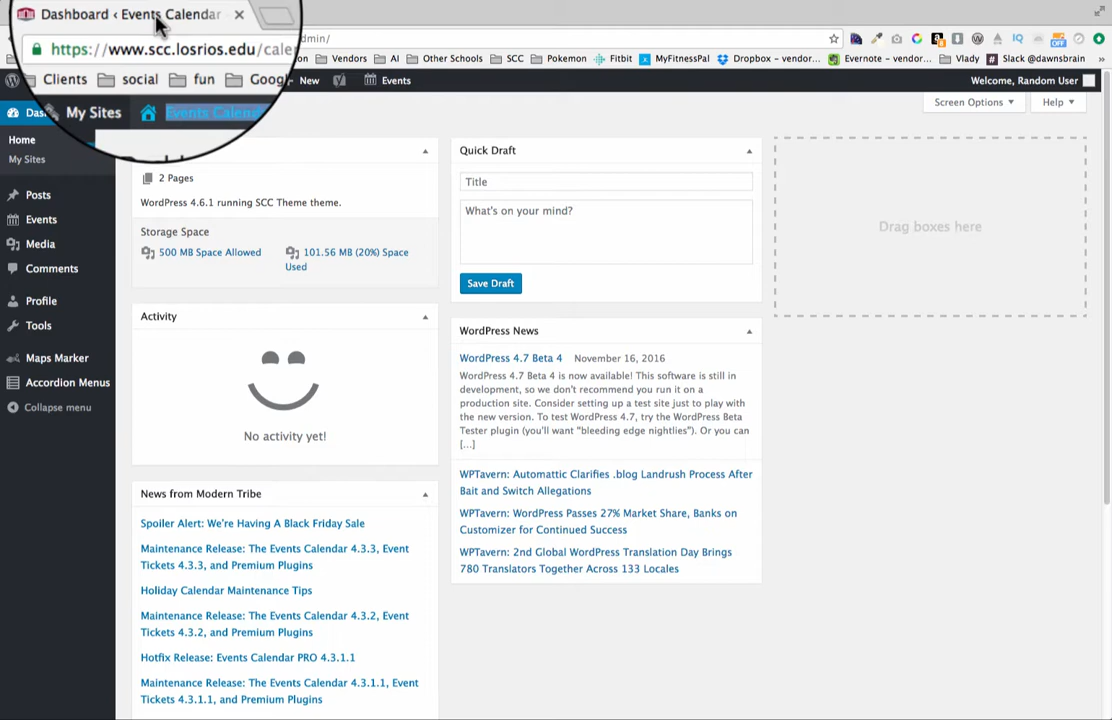 Dashboard ‹ Events Calendar
https://www.scc.losrios.edu/cale
min/
Vendors AI Other Schools SCC Pokemon Fitbit MyFitnessPal Dropbox – vendor... Evernote – vendor... Vlady Slack @dawnsbrain »
Clients social fun Goog
New Events Welcome, Random User
My Sites Events Calend
Screen Options Help
Home
My Sites
Posts
Events
Media
Comments
Profile
Tools
Maps Marker
Accordion Menus
Collapse menu
2 Pages
WordPress 4.6.1 running SCC Theme theme.
Storage Space
500 MB Space Allowed
101.56 MB (20%) Space
Used
Activity
No activity yet!
News from Modern Tribe
Spoiler Alert: We're Having A Black Friday Sale
Maintenance Release: The Events Calendar 4.3.3, Event
Tickets 4.3.3, and Premium Plugins
Holiday Calendar Maintenance Tips
Maintenance Release: The Events Calendar 4.3.2, Event
Tickets 4.3.2, and Premium Plugins
Hotfix Release: Events Calendar PRO 4.3.1.1
Maintenance Release: The Events Calendar 4.3.1.1, Event
Tickets 4.3.1.1, and Premium Plugins
Quick Draft
Title
What's on your mind?
Save Draft
WordPress News
WordPress 4.7 Beta 4 November 16, 2016
WordPress 4.7 Beta 4 is now available! This software is still in
development, so we don't recommend you run it on a
production site. Consider setting up a test site just to play with
the new version. To test WordPress 4.7, try the WordPress Beta
Tester plugin (you'll want "bleeding edge nightlies"). Or you can
[...]
WPTavern: Automattic Clarifies .blog Landrush Process After
Bait and Switch Allegations
WPTavern: WordPress Passes 27% Market Share, Banks on
Customizer for Continued Success
WPTavern: 2nd Global WordPress Translation Day Brings
780 Translators Together Across 133 Locales
Drag boxes here